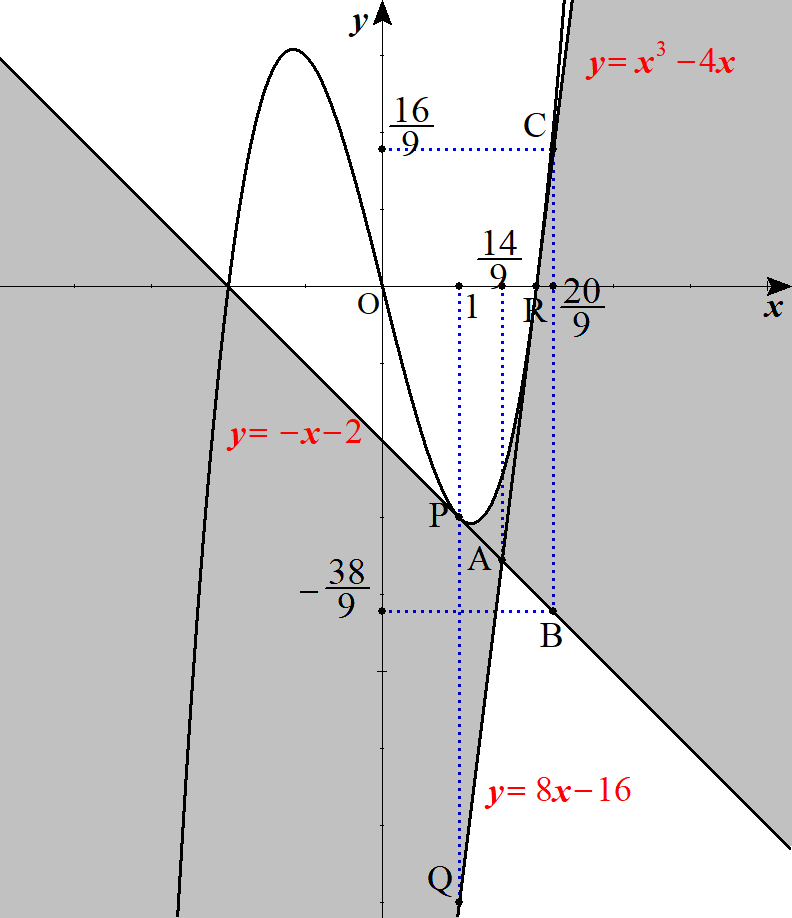 y
y= x³ −4x
16/9
C
14/9
O
1
R
20/9
x
y= −x−2
P
A
−38/9
B
y= 8x−16
Q